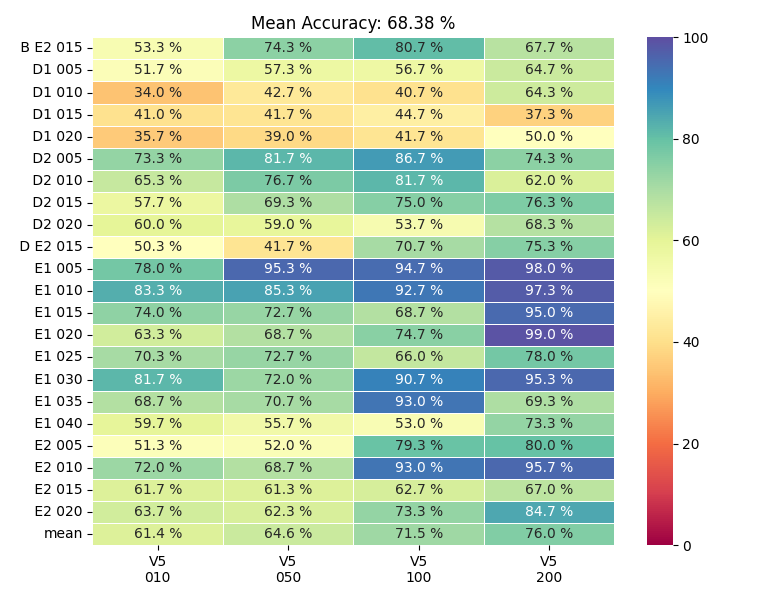 Mean Accuracy: 68.38 %
B E2 015 53.3 % 74.3 % 80.7 % 67.7 %
D1 005 51.7 % 57.3 % 56.7 % 64.7 %
D1 010 34.0 % 42.7 % 40.7 % 64.3 %
D1 015 41.0 % 41.7 % 44.7 % 37.3 %
D1 020 35.7 % 39.0 % 41.7 % 50.0 %
D2 005 73.3 % 81.7 % 86.7 % 74.3 %
D2 010 65.3 % 76.7 % 81.7 % 62.0 %
D2 015 57.7 % 69.3 % 75.0 % 76.3 %
D2 020 60.0 % 59.0 % 53.7 % 68.3 %
D E2 015 50.3 % 41.7 % 70.7 % 75.3 %
E1 005 78.0 % 95.3 % 94.7 % 98.0 %
E1 010 83.3 % 85.3 % 92.7 % 97.3 %
E1 015 74.0 % 72.7 % 68.7 % 95.0 %
E1 020 63.3 % 68.7 % 74.7 % 99.0 %
E1 025 70.3 % 72.7 % 66.0 % 78.0 %
E1 030 81.7 % 72.0 % 90.7 % 95.3 %
E1 035 68.7 % 70.7 % 93.0 % 69.3 %
E1 040 59.7 % 55.7 % 53.0 % 73.3 %
E2 005 51.3 % 52.0 % 79.3 % 80.0 %
E2 010 72.0 % 68.7 % 93.0 % 95.7 %
E2 015 61.7 % 61.3 % 62.7 % 67.0 %
E2 020 63.7 % 62.3 % 73.3 % 84.7 %
mean 61.4 % 64.6 % 71.5 % 76.0 %
V5 V5 V5 V5
010 050 100 200
100
80
60
40
20
0